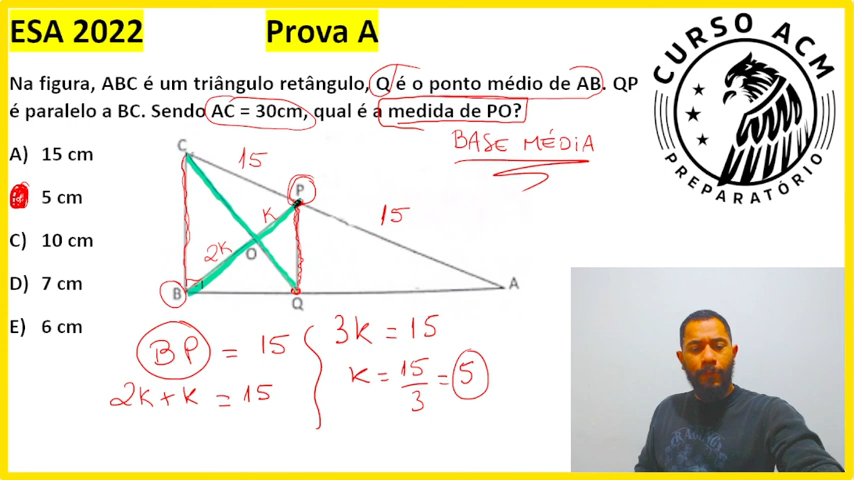 ESA 2022 Prova A
Na figura, ABC é um triângulo retângulo, Q é o ponto médio de AB. QP
é paralelo a BC. Sendo AC = 30cm, qual é a medida de PO?
BASE MÉDIA
A) 15 cm
5 cm
C) 10 cm
D) 7 cm
E) 6 cm
C
15
P
K
15
2K
O
B
Q
A
BP = 15
2K + K = 15
3K = 15
K = 15/3 = 5
CURSO ACM
PREPARATÓRIO